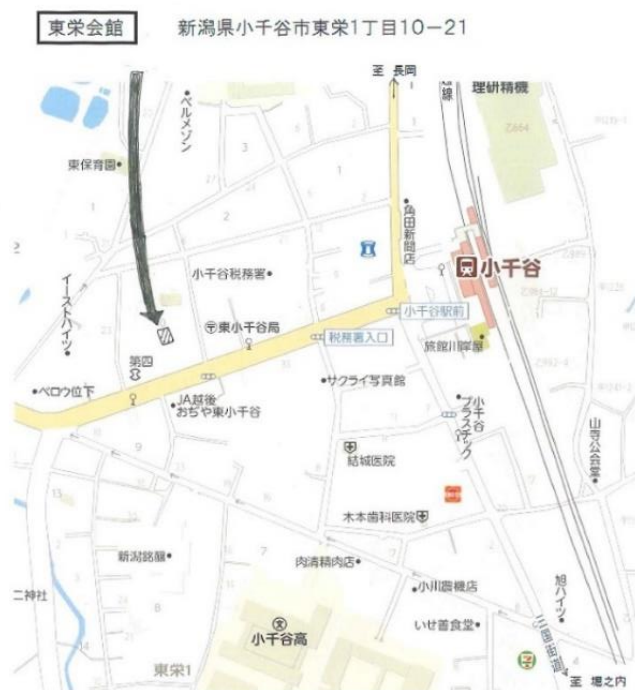 東栄会館
新潟県小千谷市東栄1丁目10-21
至 長岡
理研精機
ベルメゾン
東保育園
角田新聞店
小千谷税務署
小千谷
イーストハイツ
東小千谷局
小千谷駅前
税務署入口
旅館川岸屋
第四
ベロウ位下
サクライ写真館
JA越後
おぢや東小千谷
小千谷
プラスチック
結城医院
山寺公会堂
木本歯科医院
新潟銘醸
肉清精肉店
旭ハイツ
小川農機店
二神社
いせ善食堂
三国街道
小千谷高
東栄1
至 堀之内